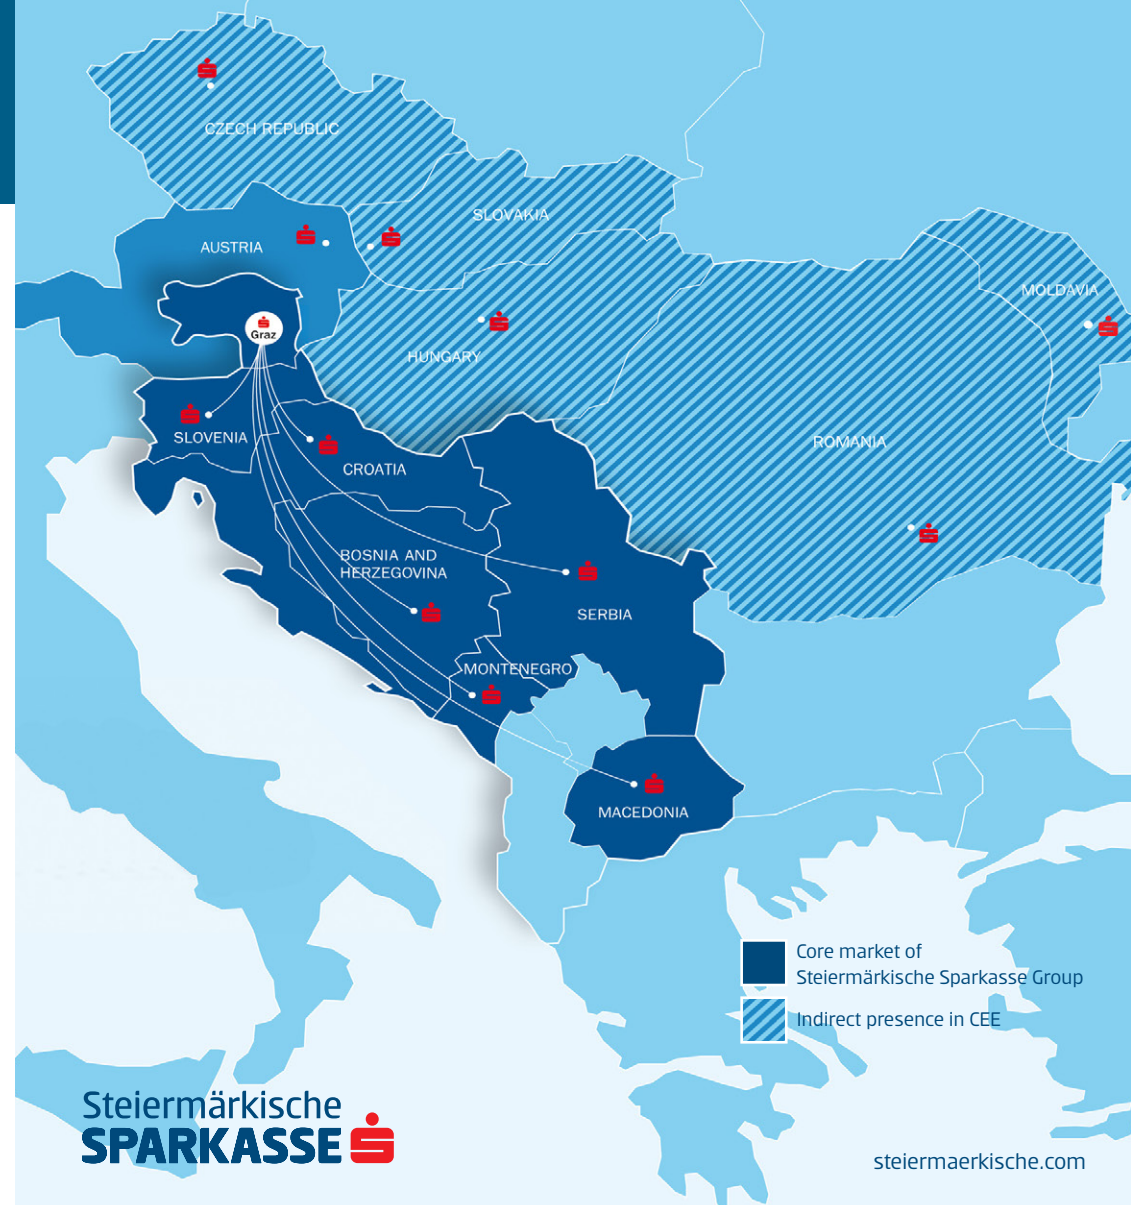 CZECH REPUBLIC
SLOVAKIA
AUSTRIA
MOLDAVIA
Graz
HUNGARY
SLOVENIA
CROATIA
ROMANIA
BOSNIA AND
HERZEGOVINA
SERBIA
MONTENEGRO
MACEDONIA
Core market of
Steiermärkische Sparkasse Group
Indirect presence in CEE
Steiermärkische
SPARKASSE
steiermaerkische.com